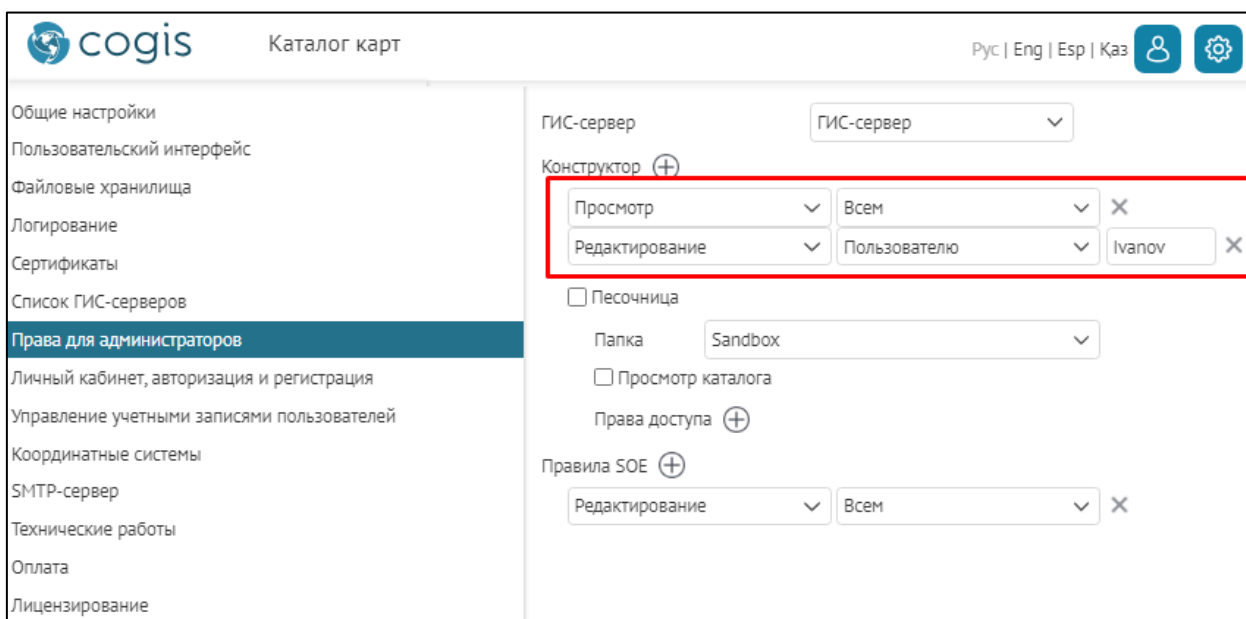 cogis
Каталог карт
Рус | Eng | Esp | Қаз
Общие настройки
Пользовательский интерфейс
Файловые хранилища
Логирование
Сертификаты
Список ГИС-серверов
Права для администраторов
Личный кабинет, авторизация и регистрация
Управление учетными записями пользователей
Координатные системы
SMTP-сервер
Технические работы
Оплата
Лицензирование
ГИС-сервер ГИС-сервер
Конструктор
Просмотр Всем
Редактирование Пользователю Ivanov
Песочница
Папка Sandbox
Просмотр каталога
Права доступа
Правила SOE
Редактирование Всем